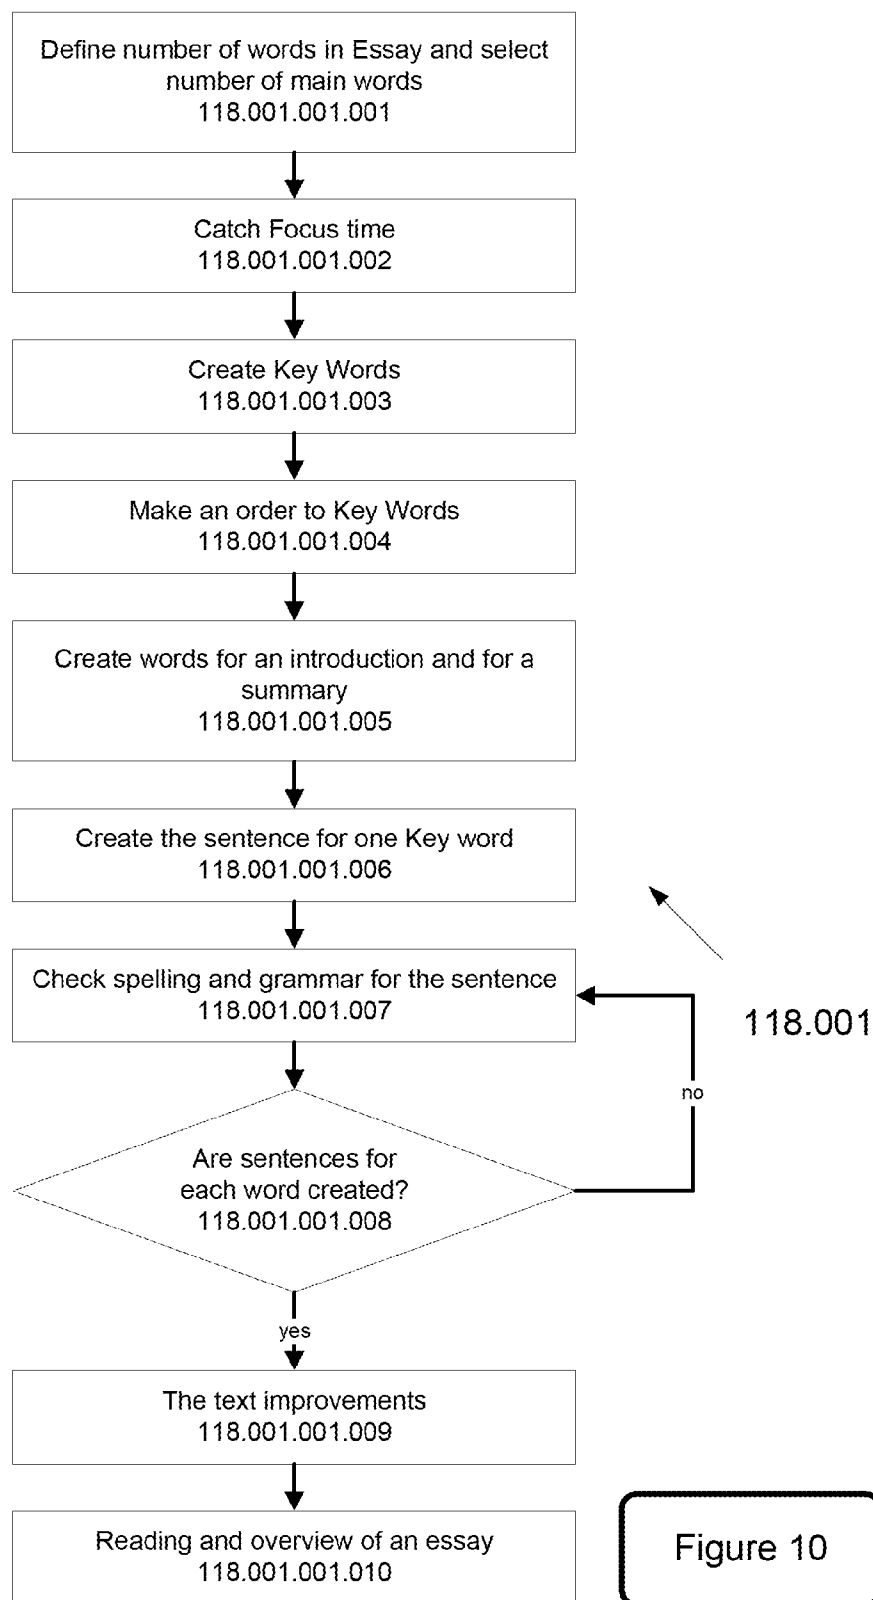 Define number of words in Essay and select
number of main words
118.001.001.001
Catch Focus time
118.001.001.002
Create Key Words
118.001.001.003
Make an order to Key Words
118.001.001.004
Create words for an introduction and for a
summary
118.001.001.005
Create the sentence for one Key word
118.001.001.006
Check spelling and grammar for the sentence
118.001.001.007
118.001
no
Are sentences for
each word created?
118.001.001.008
yes
The text improvements
118.001.001.009
Reading and overview of an essay
118.001.001.010
Figure 10